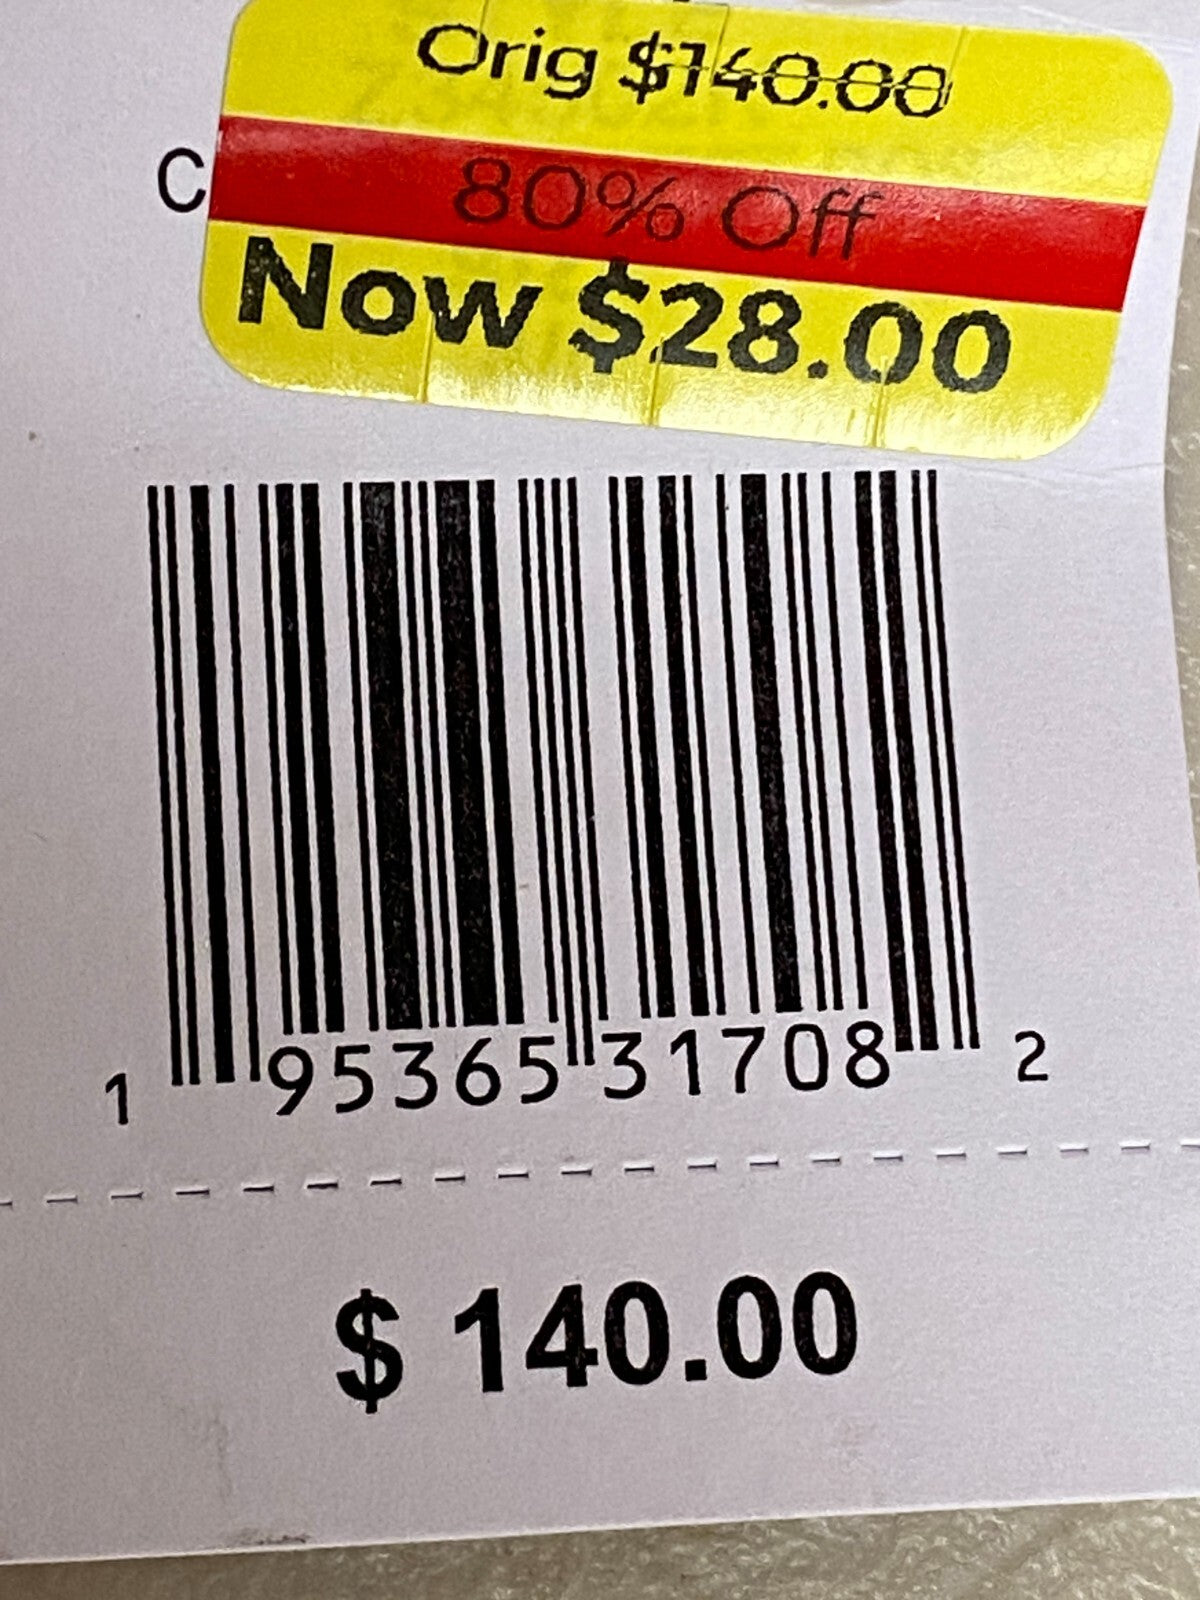 Orig $140.00
C
80% Off
Now $28.00
1 95365 31708 2
$ 140.00